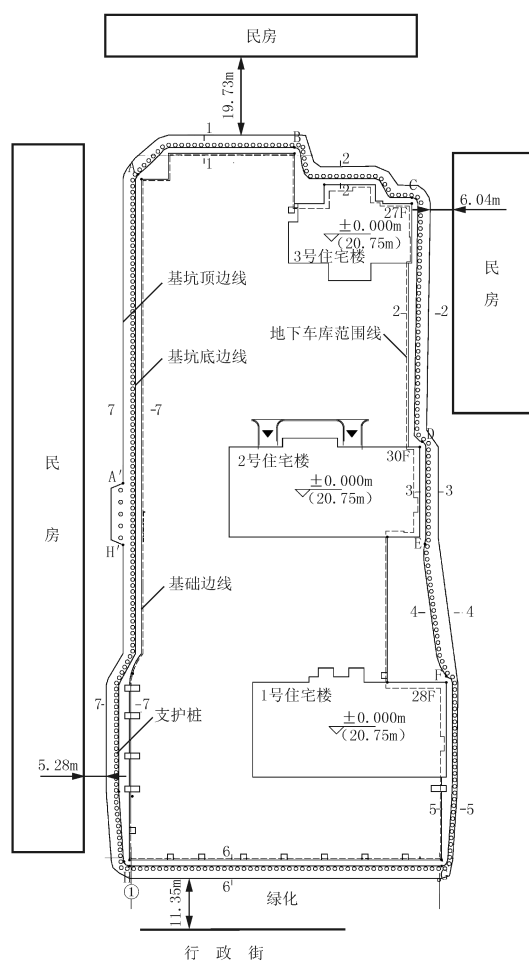 民房
19.73m
1
B
A
1
2
2
C
27F
6.04m
±0.000m
(20.75m)
3号住宅楼
民
房
基坑顶边线
2
2
地下车库范围线
基坑底边线
7
7
D
2号住宅楼
30F
民
房
±0.000m
(20.75m)
A'
3
3
H'
E
基础边线
4
4
F
1号住宅楼
28F
7
7
支护桩
±0.000m
(20.75m)
5.28m
5
5
6
H
G
①
6
11.35m
绿化
行政街